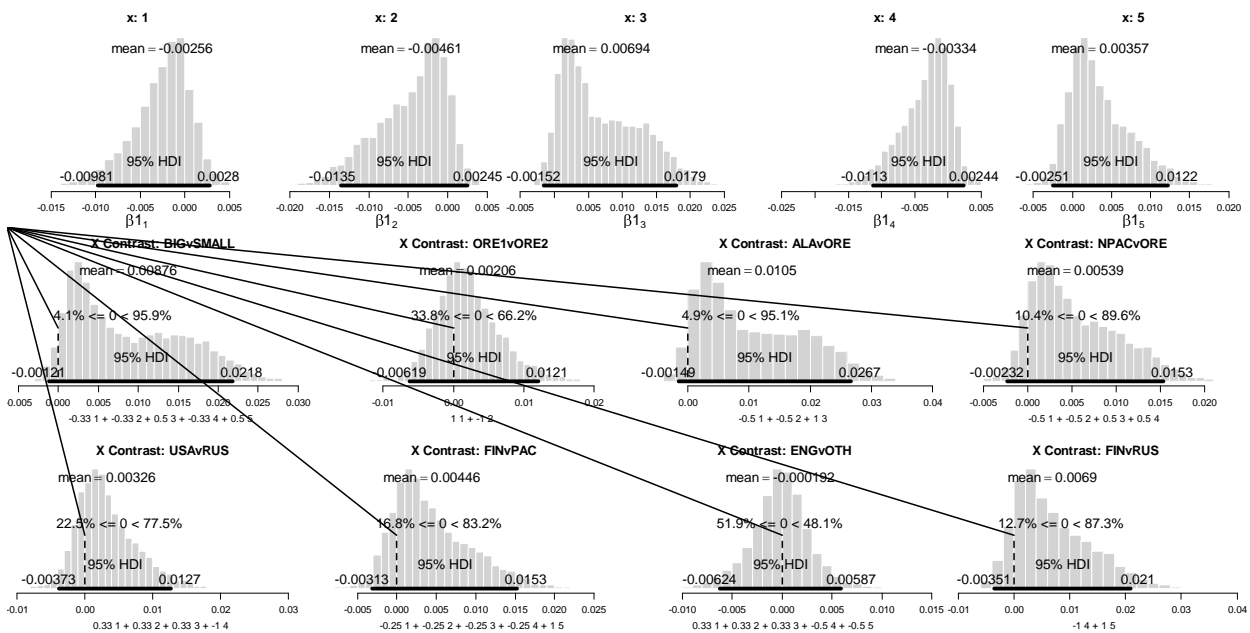 x: 1 x: 2 x: 3 x: 4 x: 5
mean = -0.00256 mean = -0.00461 mean = 0.00694 mean = -0.00334 mean = 0.00357
95% HDI 95% HDI 95% HDI 95% HDI 95% HDI
-0.00981 0.0028 -0.0135 0.00245 -0.00152 0.0179 -0.0113 0.00244 -0.00251 0.0122
-0.015 -0.010 -0.005 0.000 0.005 -0.020 -0.015 -0.010 -0.005 0.000 0.005 -0.005 0.000 0.005 0.010 0.015 0.020 0.025 -0.025 -0.015 -0.005 0.005 -0.005 0.000 0.005 0.010 0.015 0.020
β1₁ β1₂ β1₃ β1₄ β1₅
X Contrast: BIGvSMALL X Contrast: ORE1vORE2 X Contrast: ALAvORE X Contrast: NPACvORE
mean = 0.00876 mean = 0.00206 mean = 0.0105 mean = 0.00539
4.1% <= 0 < 95.9% 33.8% <= 0 < 66.2% 4.9% <= 0 < 95.1% 10.4% <= 0 < 89.6%
95% HDI 95% HDI 95% HDI 95% HDI
-0.00121 0.0218 0.00619 0.0121 -0.00149 0.0267 -0.00232 0.0153
0.005 0.000 0.005 0.010 0.015 0.020 0.025 0.030 -0.01 0.00 0.01 0.02 -0.01 0.00 0.01 0.02 0.03 0.04 -0.005 0.000 0.005 0.010 0.015 0.020
-0.33 1 + -0.33 2 + 0.5 3 + -0.33 4 + 0.5 5 1 1 + -1 2 -0.5 1 + -0.5 2 + 1 3 -0.5 1 + -0.5 2 + 0.5 3 + 0.5 4
X Contrast: USAvRUS X Contrast: FINvPAC X Contrast: ENGvOTH X Contrast: FINvRUS
mean = 0.00326 mean = 0.00446 mean = -0.000192 mean = 0.0069
22.5% <= 0 < 77.5% 16.8% <= 0 < 83.2% 51.9% <= 0 < 48.1% 12.7% <= 0 < 87.3%
95% HDI 95% HDI 95% HDI 95% HDI
-0.00373 0.0127 -0.00313 0.0153 -0.00624 0.00587 -0.00351 0.021
-0.01 0.00 0.01 0.02 0.03 -0.005 0.000 0.005 0.010 0.015 0.020 0.025 -0.010 -0.005 0.000 0.005 0.010 0.015 -0.01 0.00 0.01 0.02 0.03 0.04
0.33 1 + 0.33 2 + 0.33 3 + -1 4 -0.25 1 + -0.25 2 + -0.25 3 + -0.25 4 + 1 5 0.33 1 + 0.33 2 + 0.33 3 + -0.5 4 + -0.5 5 -1 4 + 1 5